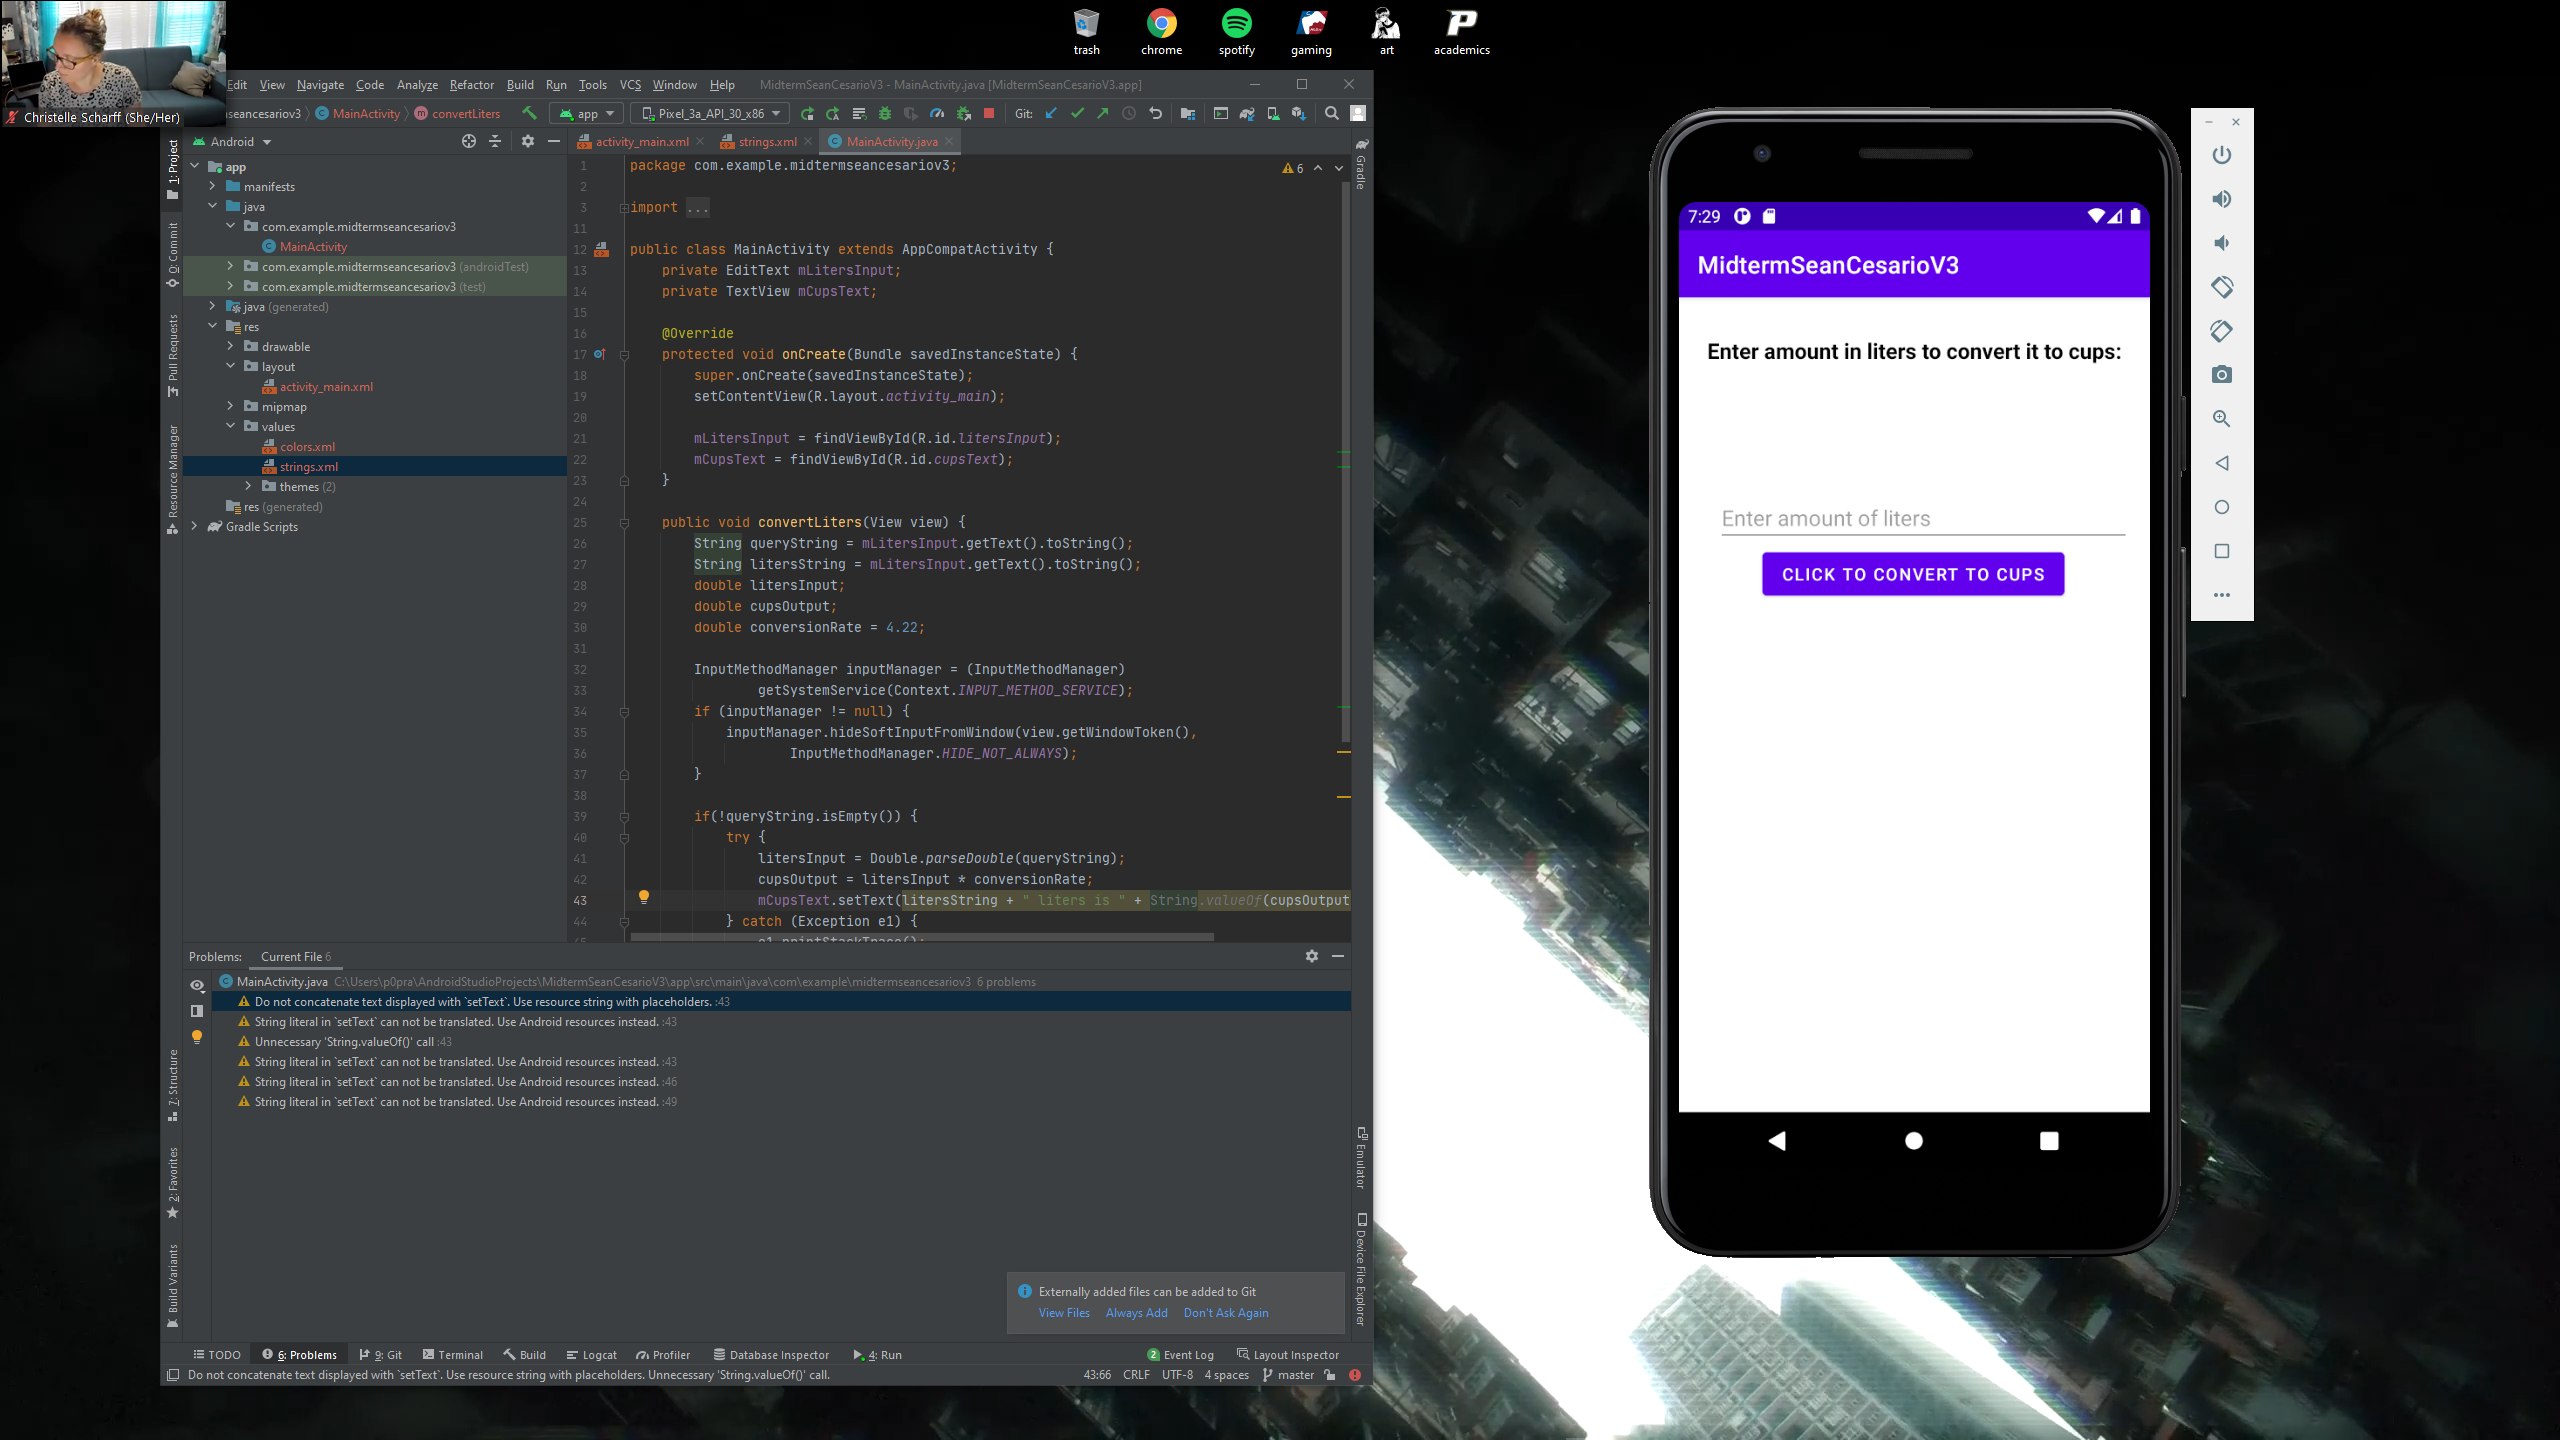 trash
chrome
spotify
gaming
art
academics
Christelle Scharff (She/Her)
Edit View Navigate Code Analyze Refactor Build Run Tools VCS Window Help MidtermSeanCesarioV3 - MainActivity.java [MidtermSeanCesarioV3.app]
seancesariov3 MainActivity convertLiters app Pixel_3a_API_30_x86 Git:
Android
activity_main.xml strings.xml MainActivity.java
app
manifests
java
com.example.midtermseancesariov3
MainActivity
com.example.midtermseancesariov3 (androidTest)
com.example.midtermseancesariov3 (test)
java (generated)
res
drawable
layout
activity_main.xml
mipmap
values
colors.xml
strings.xml
themes (2)
res (generated)
Gradle Scripts
1: Project
0: Commit
Pull Requests
Resource Manager
7: Structure
2: Favorites
Build Variants
6
1 package com.example.midtermseancesariov3;
2
3 import ...
11
12 public class MainActivity extends AppCompatActivity {
13 private EditText mLitersInput;
14 private TextView mCupsText;
15
16 @Override
17 protected void onCreate(Bundle savedInstanceState) {
18 super.onCreate(savedInstanceState);
19 setContentView(R.layout.activity_main);
20
21 mLitersInput = findViewById(R.id.litersInput);
22 mCupsText = findViewById(R.id.cupsText);
23 }
24
25 public void convertLiters(View view) {
26 String queryString = mLitersInput.getText().toString();
27 String litersString = mLitersInput.getText().toString();
28 double litersInput;
29 double cupsOutput;
30 double conversionRate = 4.22;
31
32 InputMethodManager inputManager = (InputMethodManager)
33 getSystemService(Context.INPUT_METHOD_SERVICE);
34 if (inputManager != null) {
35 inputManager.hideSoftInputFromWindow(view.getWindowToken(),
36 InputMethodManager.HIDE_NOT_ALWAYS);
37 }
38
39 if(!queryString.isEmpty()) {
40 try {
41 litersInput = Double.parseDouble(queryString);
42 cupsOutput = litersInput * conversionRate;
43 mCupsText.setText(litersString + " liters is " + String.valueOf(cupsOutput
44 } catch (Exception e1) {
45 e1.printStackTrace();
Gradle
Emulator
Device File Explorer
Problems: Current File 6
MainActivity.java C:\Users\p0pra\AndroidStudioProjects\MidtermSeanCesarioV3\app\src\main\java\com\example\midtermseancesariov3 6 problems
Do not concatenate text displayed with `setText`. Use resource string with placeholders. :43
String literal in `setText` can not be translated. Use Android resources instead. :43
Unnecessary 'String.valueOf()' call :43
String literal in `setText` can not be translated. Use Android resources instead. :43
String literal in `setText` can not be translated. Use Android resources instead. :46
String literal in `setText` can not be translated. Use Android resources instead. :49
Externally added files can be added to Git
View Files Always Add Don't Ask Again
TODO 6: Problems 9: Git Terminal Build Logcat Profiler Database Inspector 4: Run 2 Event Log Layout Inspector
Do not concatenate text displayed with `setText`. Use resource string with placeholders. Unnecessary 'String.valueOf()' call. 43:66 CRLF UTF-8 4 spaces master
7:29
MidtermSeanCesarioV3
Enter amount in liters to convert it to cups:
Enter amount of liters
CLICK TO CONVERT TO CUPS